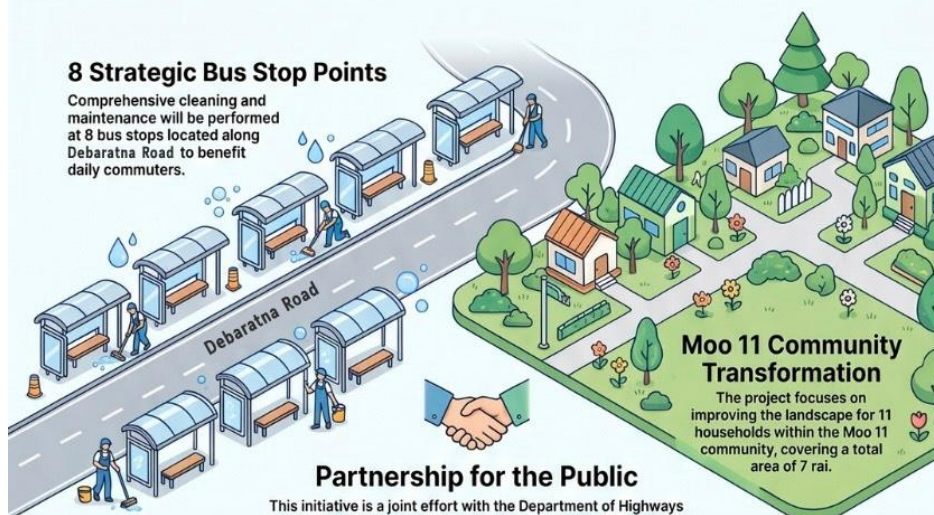 8 Strategic Bus Stop Points
Comprehensive cleaning and
maintenance will be performed
at 8 bus stops located along
Debaratna Road to benefit
daily commuters.
Debaratna Road
Moo 11 Community
Transformation
The project focuses on
improving the landscape for 11
households within the Moo 11
community, covering a total
area of 7 rai.
Partnership for the Public
This initiative is a joint effort with the Department of Highways